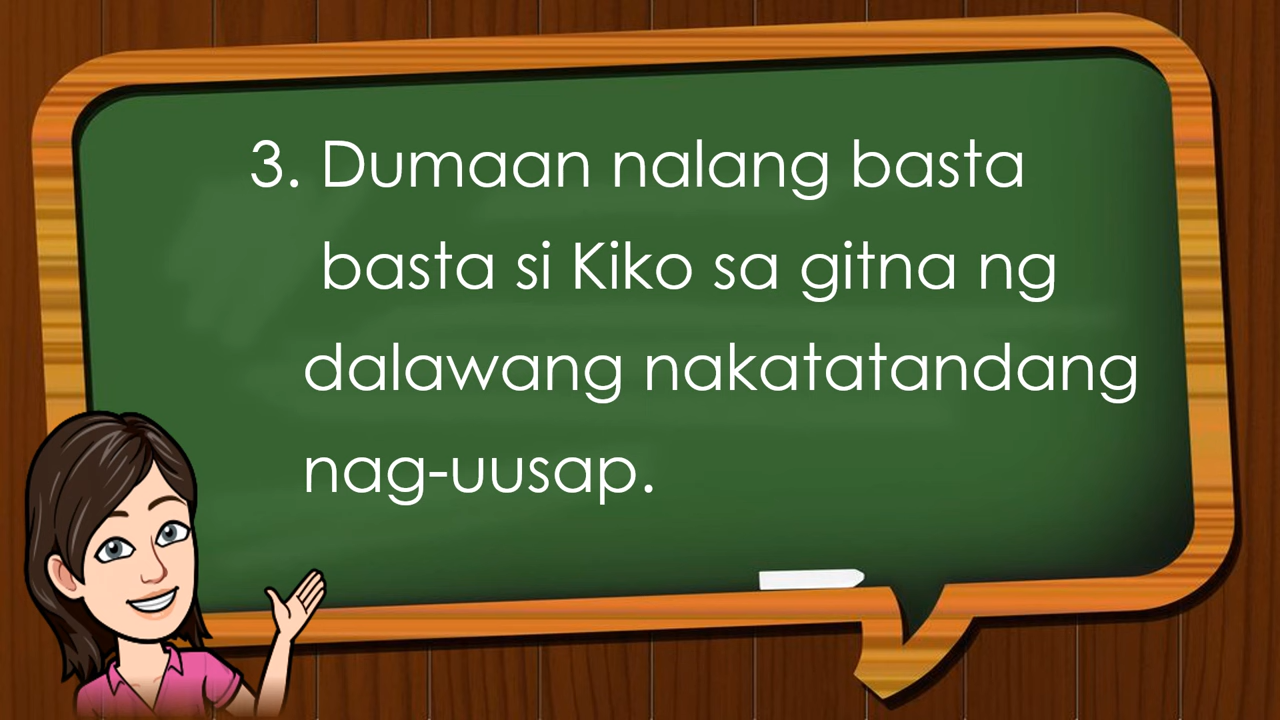 3. Dumaan nalang basta
basta si Kiko sa gitna ng
dalawang nakatatandang
nag-uusap.